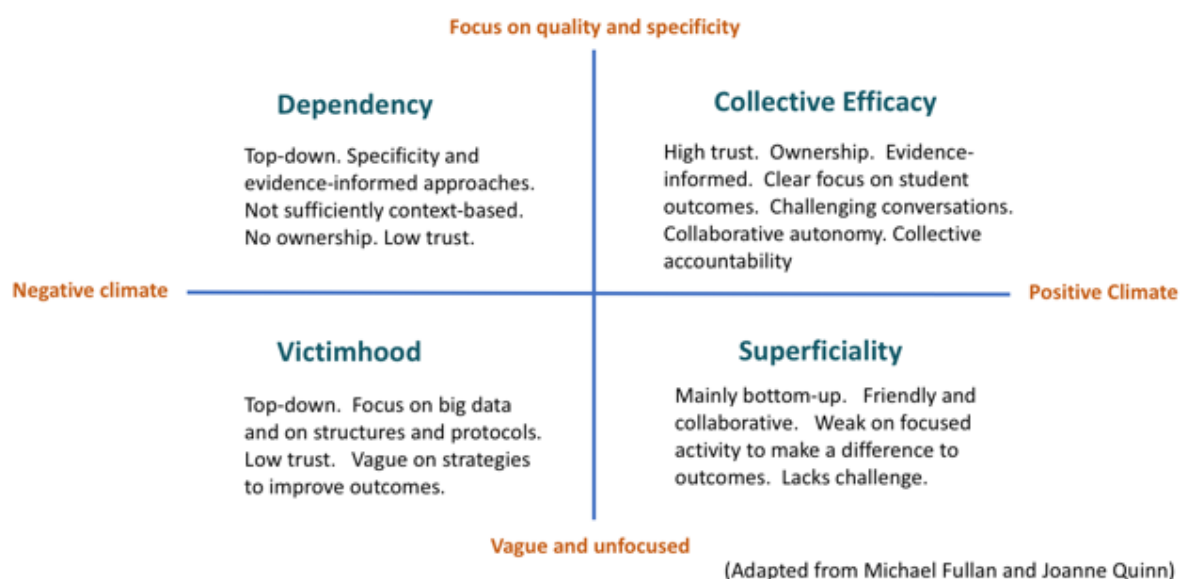 Focus on quality and specificity
Dependency
Top-down. Specificity and
evidence-informed approaches.
Not sufficiently context-based.
No ownership. Low trust.
Collective Efficacy
High trust.  Ownership.  Evidence-
informed.  Clear focus on student
outcomes.  Challenging conversations.
Collaborative autonomy. Collective
accountability
Negative climate
Positive Climate
Victimhood
Top-down.  Focus on big data
and on structures and protocols.
Low trust.   Vague on strategies
to improve outcomes.
Superficiality
Mainly bottom-up.   Friendly and
collaborative.   Weak on focused
activity to make a difference to
outcomes.  Lacks challenge.
Vague and unfocused
(Adapted from Michael Fullan and Joanne Quinn)